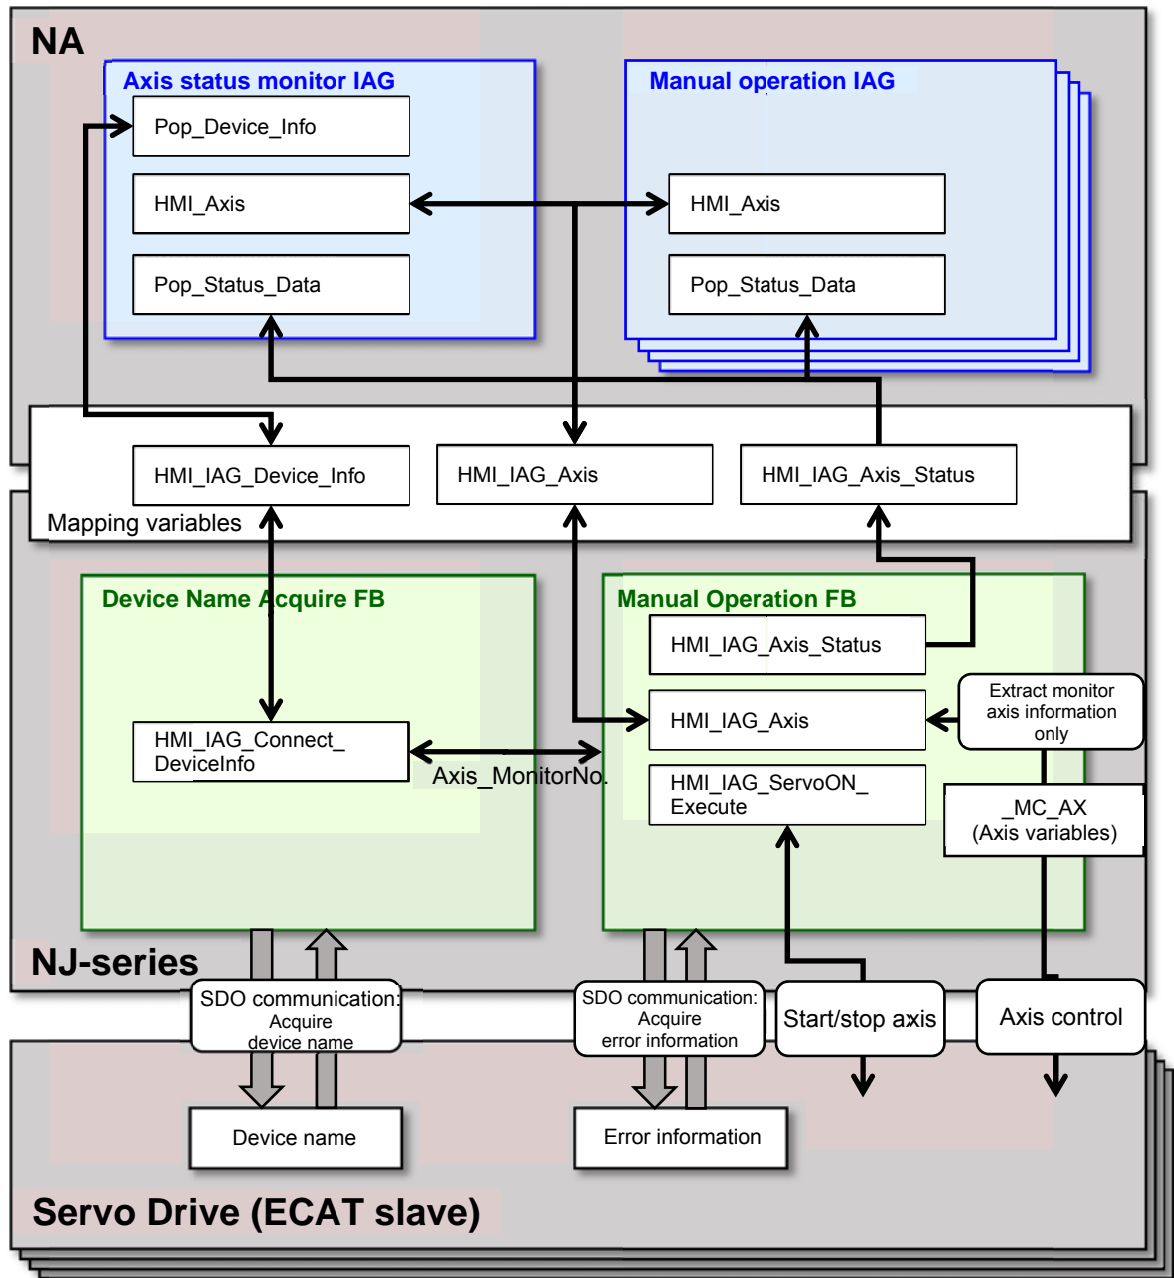 NA
Axis status monitor IAG
Manual operation IAG
Pop_Device_Info
HMI_Axis
HMI_Axis
Pop_Status_Data
Pop_Status_Data
HMI_IAG_Device_Info
HMI_IAG_Axis
HMI_IAG_Axis_Status
Mapping variables
Device Name Acquire FB
Manual Operation FB
HMI_IAG_Axis_Status
HMI_IAG_Axis
Extract monitor
axis information
only
HMI_IAG_Connect_
DeviceInfo
Axis_MonitorNo.
HMI_IAG_ServoON_
Execute
_MC_AX
(Axis variables)
NJ-series
SDO communication:
Acquire
device name
SDO communication:
Acquire
error information
Start/stop axis
Axis control
Device name
Error information
Servo Drive (ECAT slave)